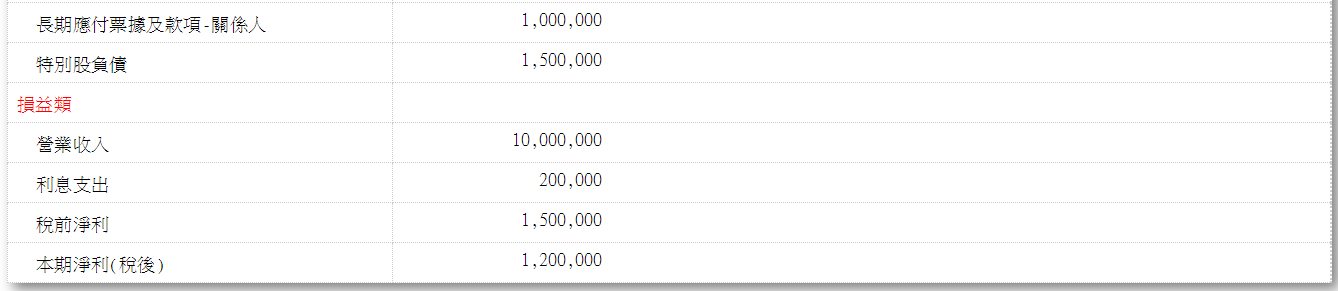 長期應付票據及款項-關係人 1,000,000
特別股負債 1,500,000
損益類
營業收入 10,000,000
利息支出 200,000
稅前淨利 1,500,000
本期淨利(稅後) 1,200,000